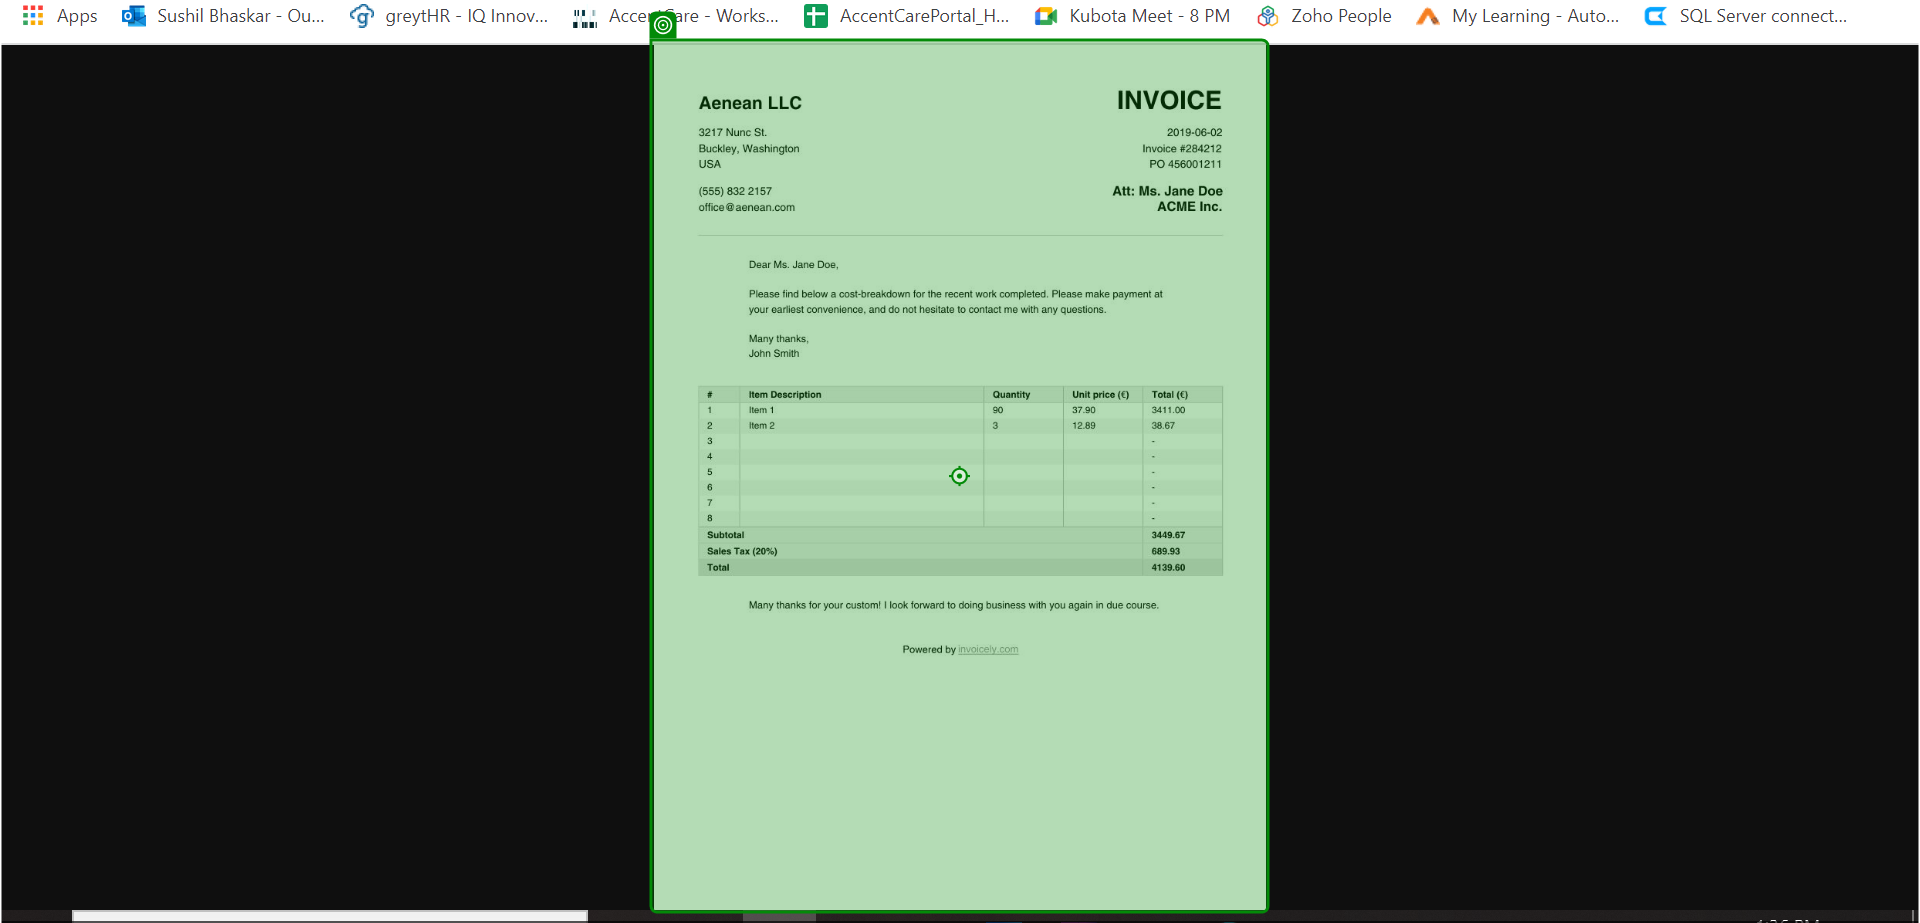 Apps
Sushil Bhaskar - Ou...
greytHR - IQ Innov...
AccentCare - Works...
AccentCarePortal_H...
Kubota Meet - 8 PM
Zoho People
My Learning - Auto...
SQL Server connect...
Aenean LLC
INVOICE
3217 Nunc St.
Buckley, Washington
USA
2019-06-02
Invoice #284212
PO 456001211
(555) 832 2157
office@aenean.com
Att: Ms. Jane Doe
ACME Inc.
Dear Ms. Jane Doe,
Please find below a cost-breakdown for the recent work completed. Please make payment at
your earliest convenience, and do not hesitate to contact me with any questions.
Many thanks,
John Smith
# Item Description Quantity Unit price (€) Total (€)
1 Item 1 90 37.90 3411.00
2 Item 2 3 12.89 38.67
3 -
4 -
5 -
6 -
7 -
8 -
Subtotal 3449.67
Sales Tax (20%) 689.93
Total 4139.60
Many thanks for your custom! I look forward to doing business with you again in due course.
Powered by invoicely.com